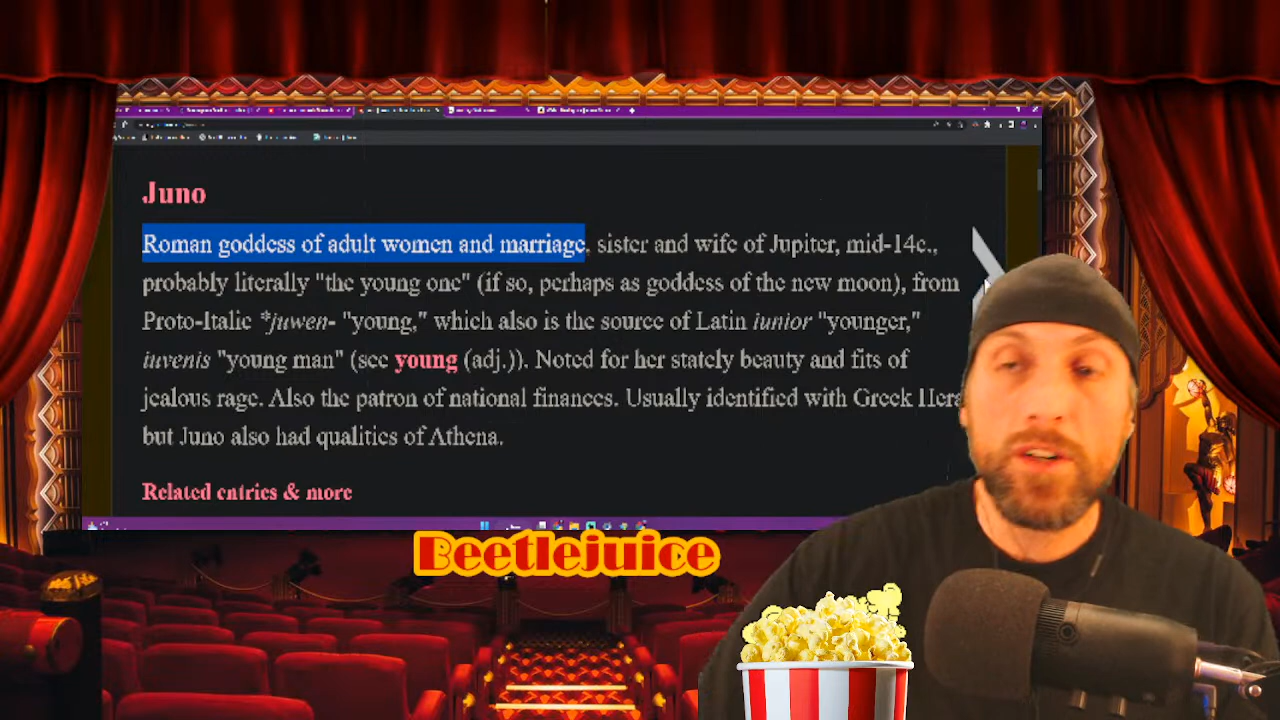 Juno
Roman goddess of adult women and marriage, sister and wife of Jupiter, mid-14c.,
probably literally "the young one" (if so, perhaps as goddess of the new moon), from
Proto-Italic *juwen- "young," which also is the source of Latin iunior "younger,"
iuvenis "young man" (see young (adj.)). Noted for her stately beauty and fits of
jealous rage. Also the patron of national finances. Usually identified with Greek Hera
but Juno also had qualities of Athena.
Related entries & more
Beetlejuice